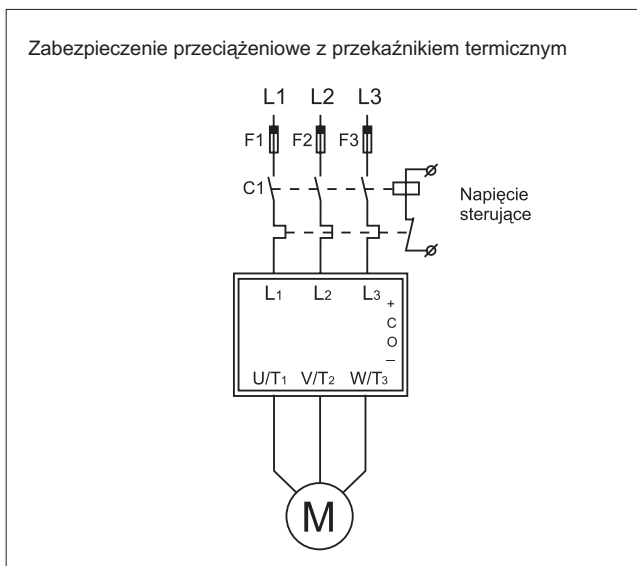 Zabezpieczenie przeciążeniowe z przekaźnikiem termicznym
L1 L2 L3
F1 F2 F3
C1
Napięcie
sterujące
L1 L2 L3
+
C
O
–
U/T1 V/T2 W/T3
M